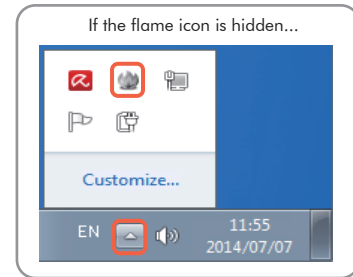 If the flame icon is hidden...
Customize...
EN
11:55
2014/07/07